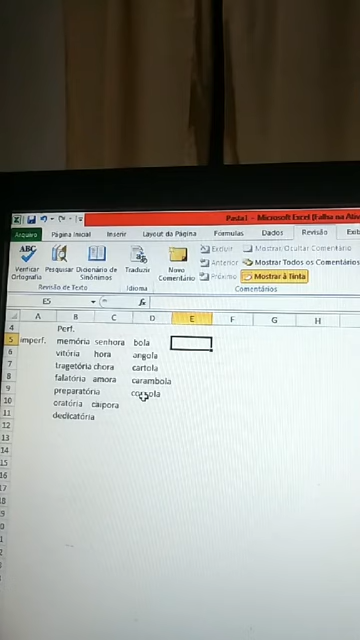 Pasta1 - Microsoft Excel (Falha na Ativ
Arquivo Página Inicial Inserir Layout da Página Fórmulas Dados Revisão Exib
ABC
Verificar Ortografia Pesquisar Dicionário de Sinônimos Traduzir Novo Comentário
Excluir Mostrar/Ocultar Comentário
Anterior Mostrar Todos os Comentários
Próximo Mostrar à Tinta
Revisão de Texto Idioma Comentários
E5 fx
A B C D E F G H
4 Perf.
5 imperf. memória senhora bola
6 vitória hora angola
7 tragetória chora cartola
8 falatória amora carambola
9 preparatória
10 oratória caipora
11 dedicatória
12
13
14
15
16
17
18
19